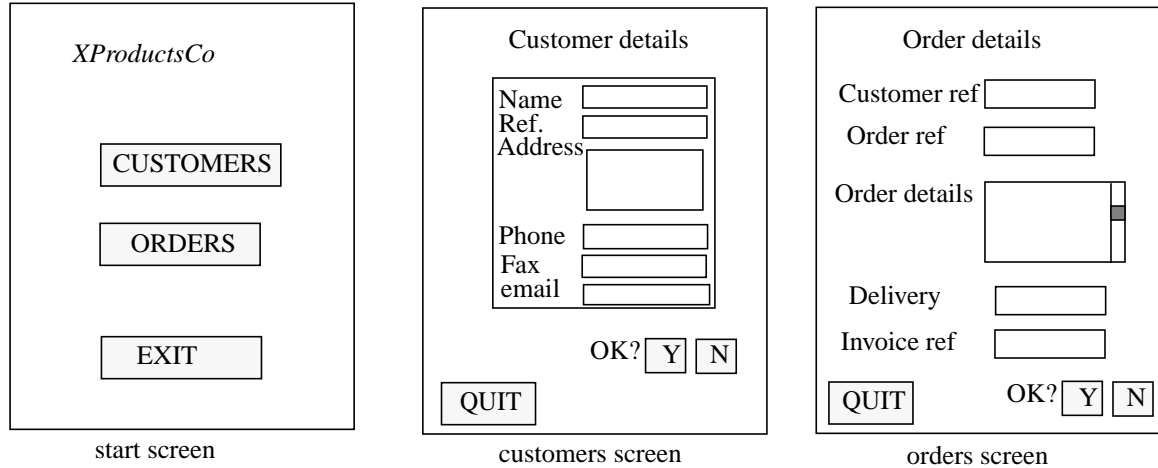 XProductsCo
CUSTOMERS
ORDERS
EXIT
start screen
Customer details
Name
Ref.
Address
Phone
Fax
email
OK? Y N
QUIT
customers screen
Order details
Customer ref
Order ref
Order details
Delivery
Invoice ref
QUIT OK? Y N
orders screen